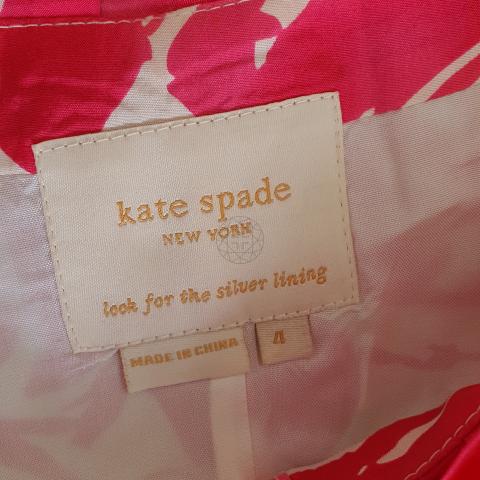 kate spade
NEW YORK
look for the silver lining
MADE IN CHINA
4